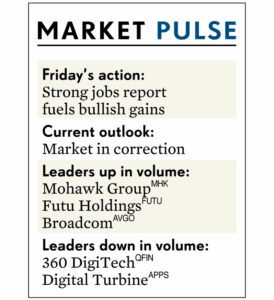 MARKET PULSE
Friday's action:
Strong jobs report
fuels bullish gains
Current outlook:
Market in correction
Leaders up in volume:
Mohawk Group MHK
Futu Holdings FUTU
Broadcom AVGO
Leaders down in volume:
360 DigiTech QFIN
Digital Turbine APPS